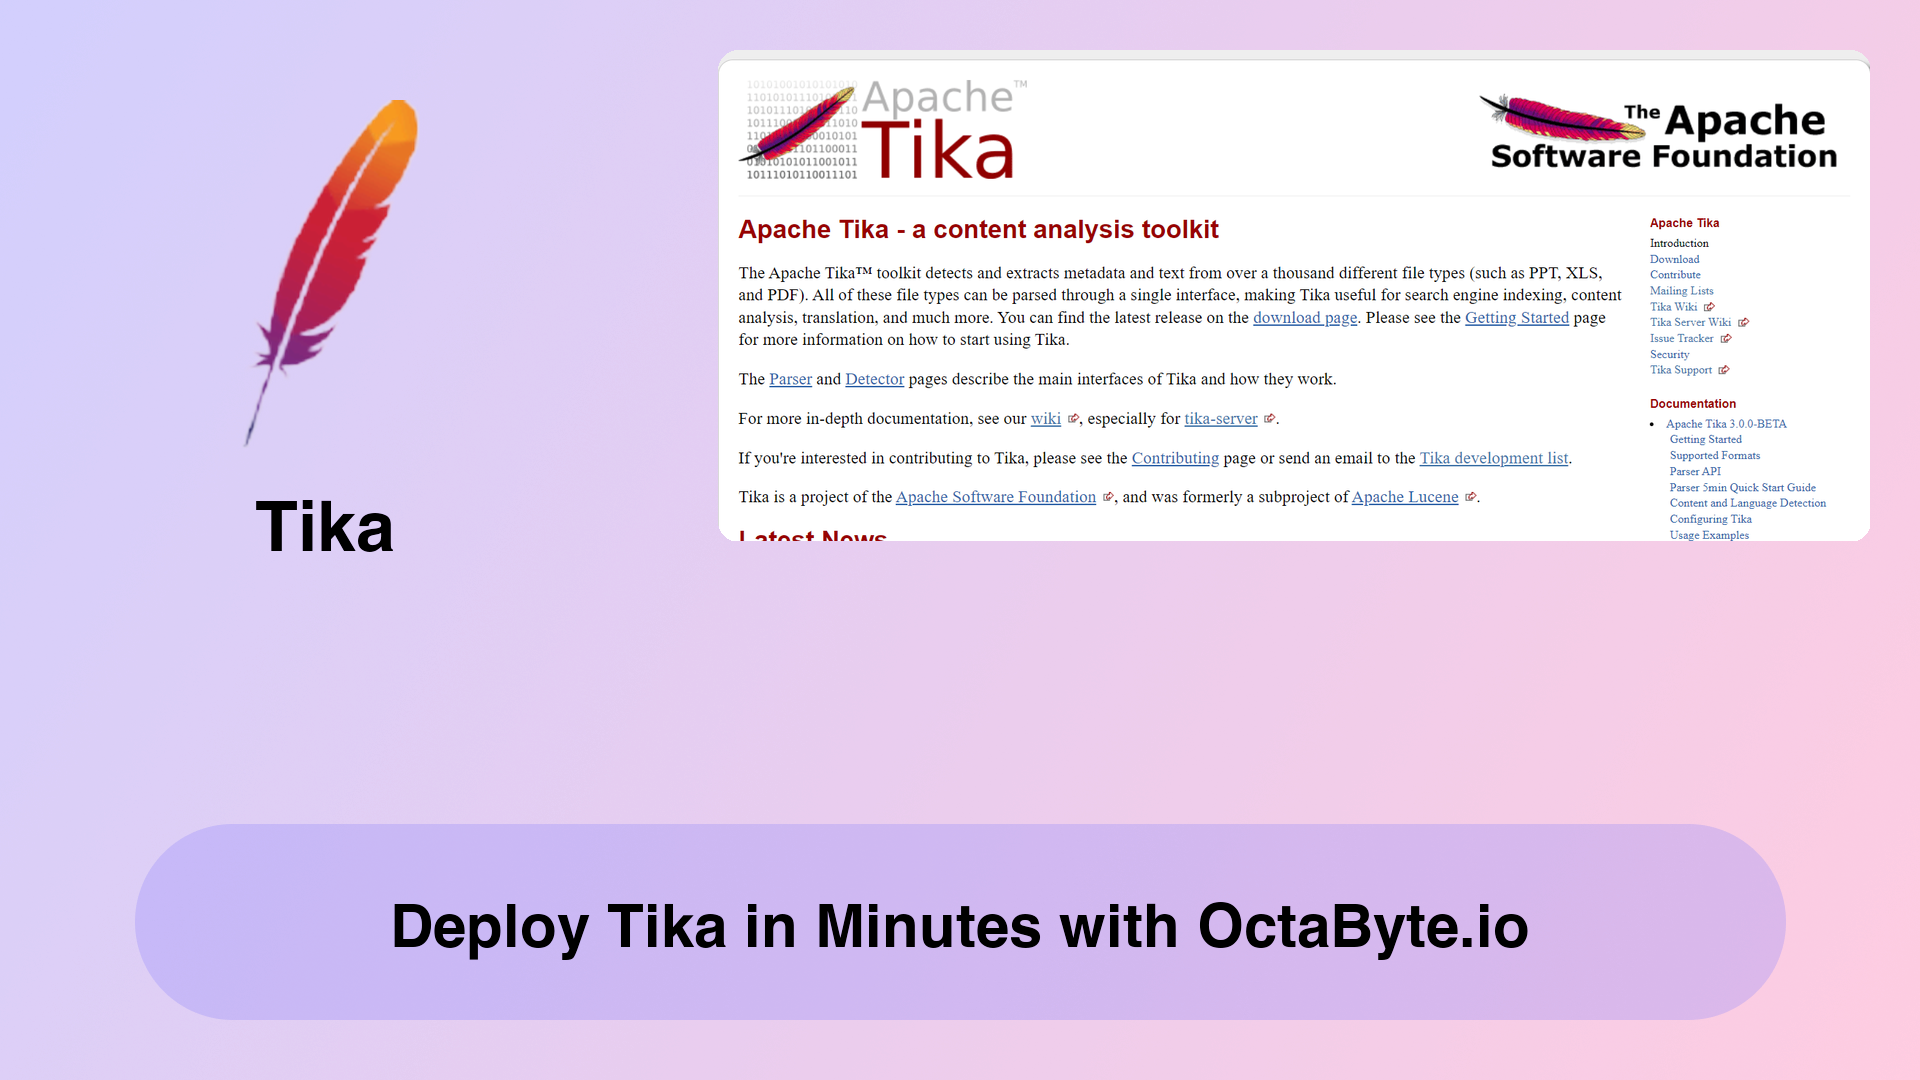 Tika
Apache™
Tika
The Apache
Software Foundation
Apache Tika - a content analysis toolkit
The Apache Tika™ toolkit detects and extracts metadata and text from over a thousand different file types (such as PPT, XLS,
and PDF). All of these file types can be parsed through a single interface, making Tika useful for search engine indexing, content
analysis, translation, and much more. You can find the latest release on the download page. Please see the Getting Started page
for more information on how to start using Tika.
The Parser and Detector pages describe the main interfaces of Tika and how they work.
For more in-depth documentation, see our wiki, especially for tika-server.
If you're interested in contributing to Tika, please see the Contributing page or send an email to the Tika development list.
Tika is a project of the Apache Software Foundation, and was formerly a subproject of Apache Lucene.
Latest News
Apache Tika
Introduction
Download
Contribute
Mailing Lists
Tika Wiki
Tika Server Wiki
Issue Tracker
Security
Tika Support
Documentation
• Apache Tika 3.0.0-BETA
Getting Started
Supported Formats
Parser API
Parser 5min Quick Start Guide
Content and Language Detection
Configuring Tika
Usage Examples
Deploy Tika in Minutes with OctaByte.io